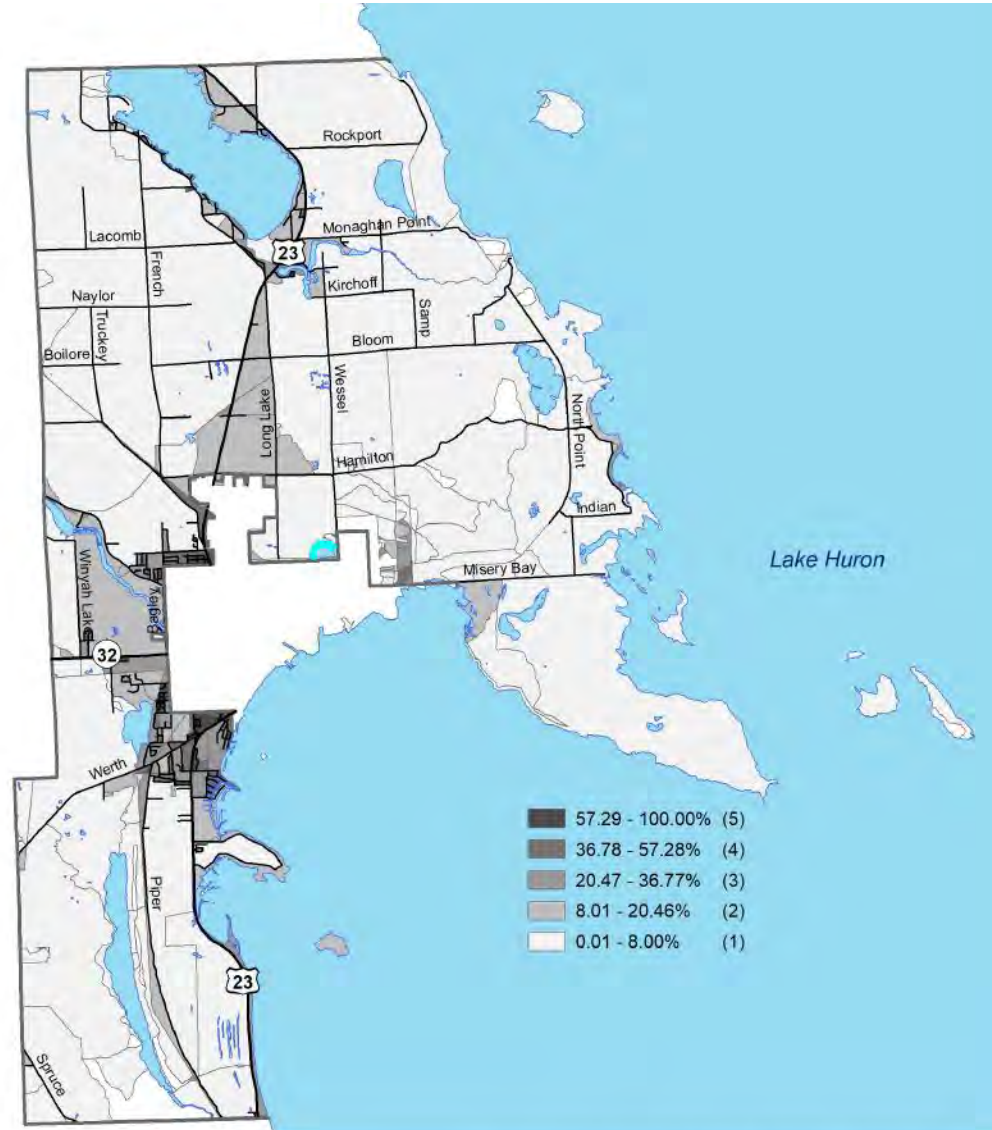 Rockport
Monaghan Point
Lacomb
23
French
Kirchoff
Naylor
Samp
Truckey
Bloom
Boilore
Wessel
Long Lake
North Point
Hamilton
Indian
Lake Huron
Misery Bay
Winyah Lake
Bagley
32
Werth
57.29 - 100.00% (5)
36.78 - 57.28% (4)
20.47 - 36.77% (3)
8.01 - 20.46% (2)
0.01 - 8.00% (1)
Piper
23
Spruce